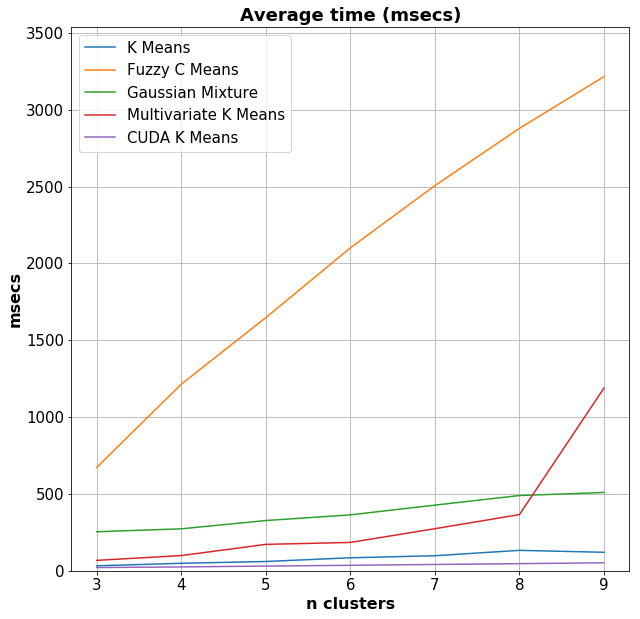 Average time (msecs)
3500
3000
2500
2000
1500
1000
500
0
msecs
K Means
Fuzzy C Means
Gaussian Mixture
Multivariate K Means
CUDA K Means
3 4 5 6 7 8 9
n clusters